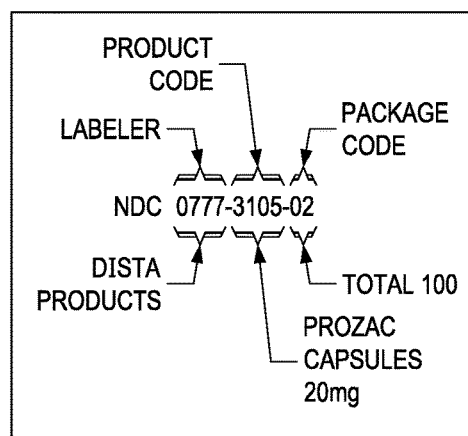 PRODUCT
CODE
LABELER
PACKAGE
CODE
NDC 0777-3105-02
DISTA
PRODUCTS
TOTAL 100
PROZAC
CAPSULES
20mg